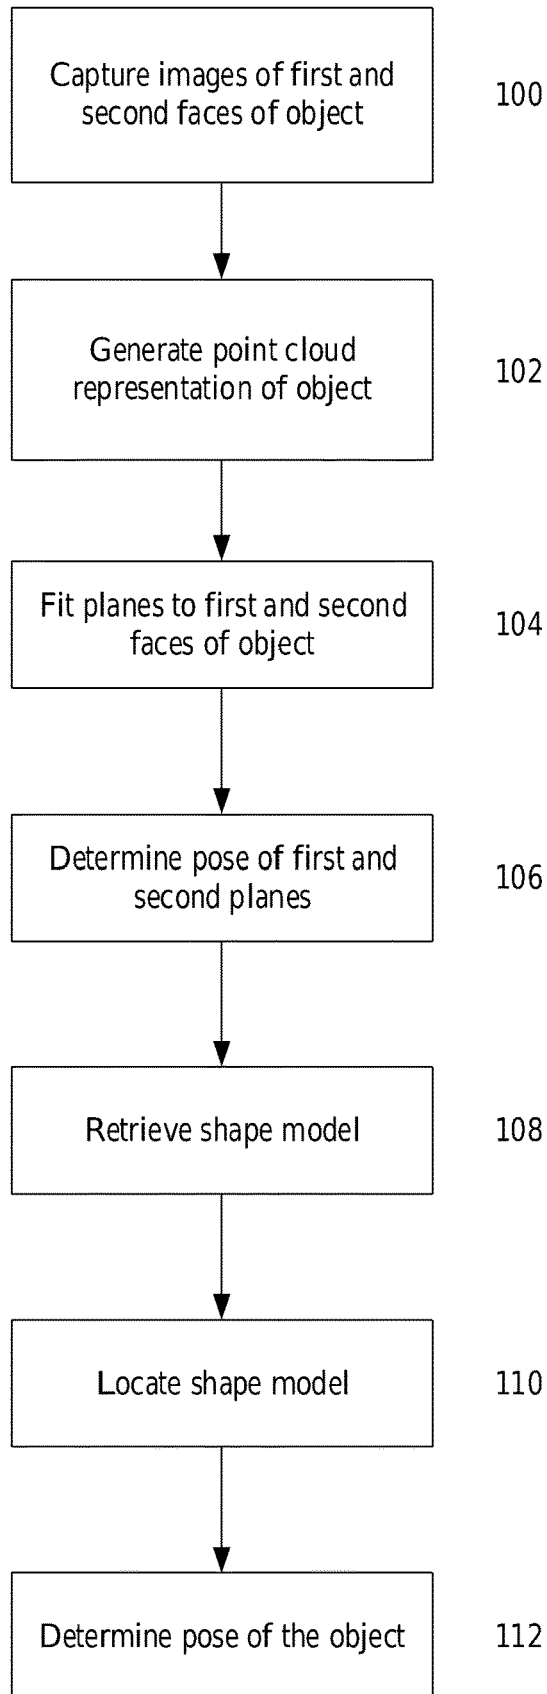 Capture images of first and
second faces of object
100
Generate point cloud
representation of object
102
Fit planes to first and second
faces of object
104
Determine pose of first and
second planes
106
Retrieve shape model
108
Locate shape model
110
Determine pose of the object
112